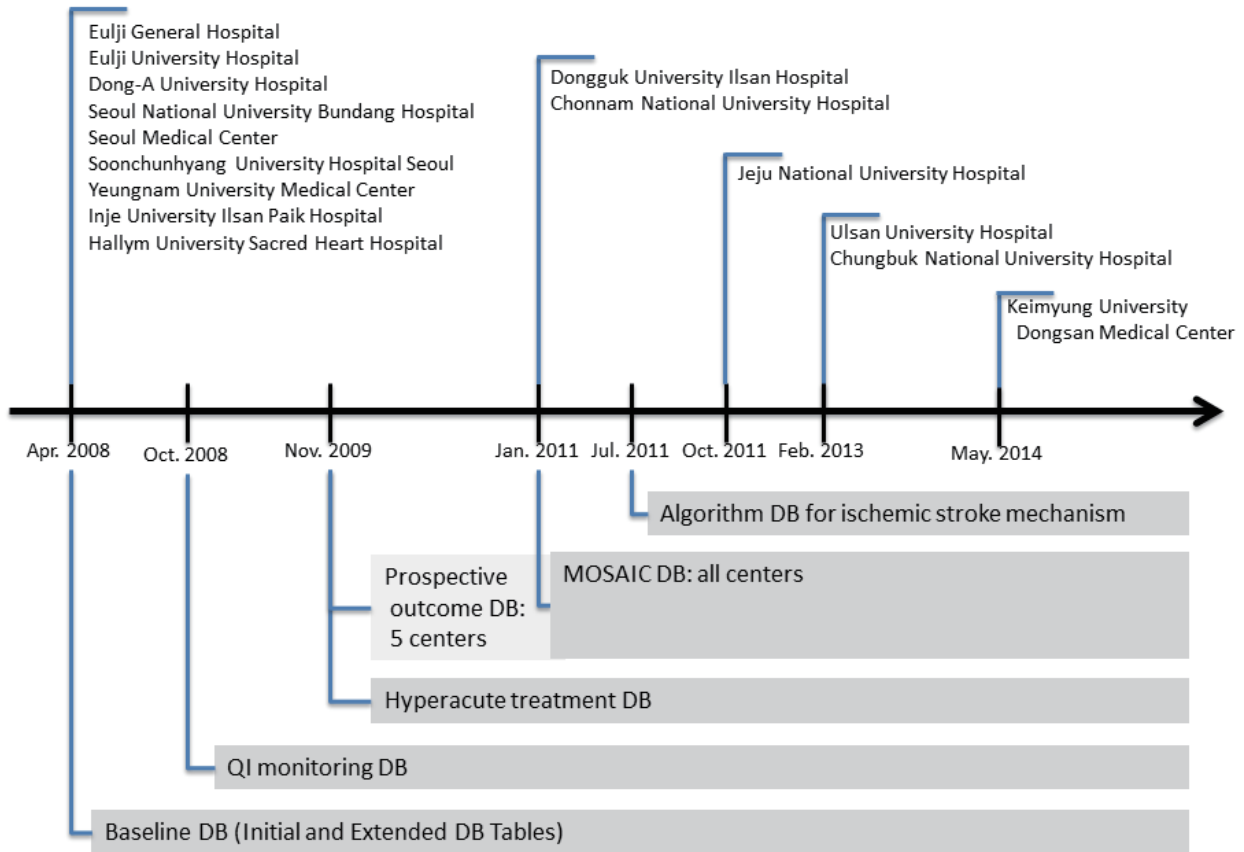 Eulji General Hospital
Eulji University Hospital
Dong-A University Hospital
Seoul National University Bundang Hospital
Seoul Medical Center
Soonchunhyang University Hospital Seoul
Yeungnam University Medical Center
Inje University Ilsan Paik Hospital
Hallym University Sacred Heart Hospital
Dongguk University Ilsan Hospital
Chonnam National University Hospital
Jeju National University Hospital
Ulsan University Hospital
Chungbuk National University Hospital
Keimyung University
Dongsan Medical Center
Apr. 2008
Oct. 2008
Nov. 2009
Jan. 2011
Jul. 2011
Oct. 2011
Feb. 2013
May. 2014
Algorithm DB for ischemic stroke mechanism
Prospective
outcome DB:
5 centers
MOSAIC DB: all centers
Hyperacute treatment DB
QI monitoring DB
Baseline DB (Initial and Extended DB Tables)